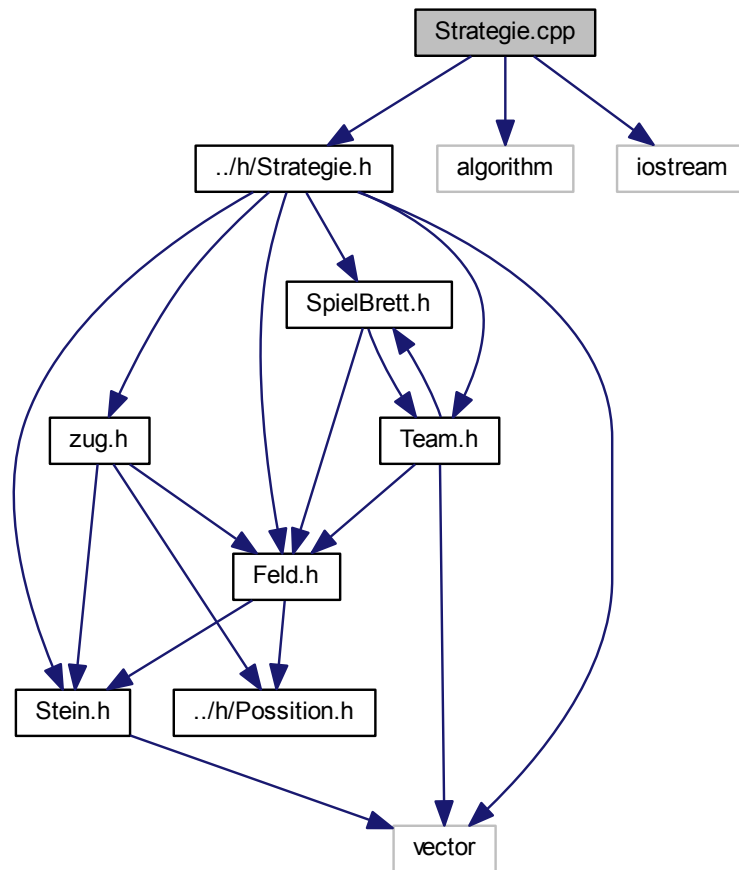 Strategie.cpp
../h/Strategie.h
algorithm
iostream
SpielBrett.h
zug.h
Team.h
Feld.h
Stein.h
../h/Possition.h
vector